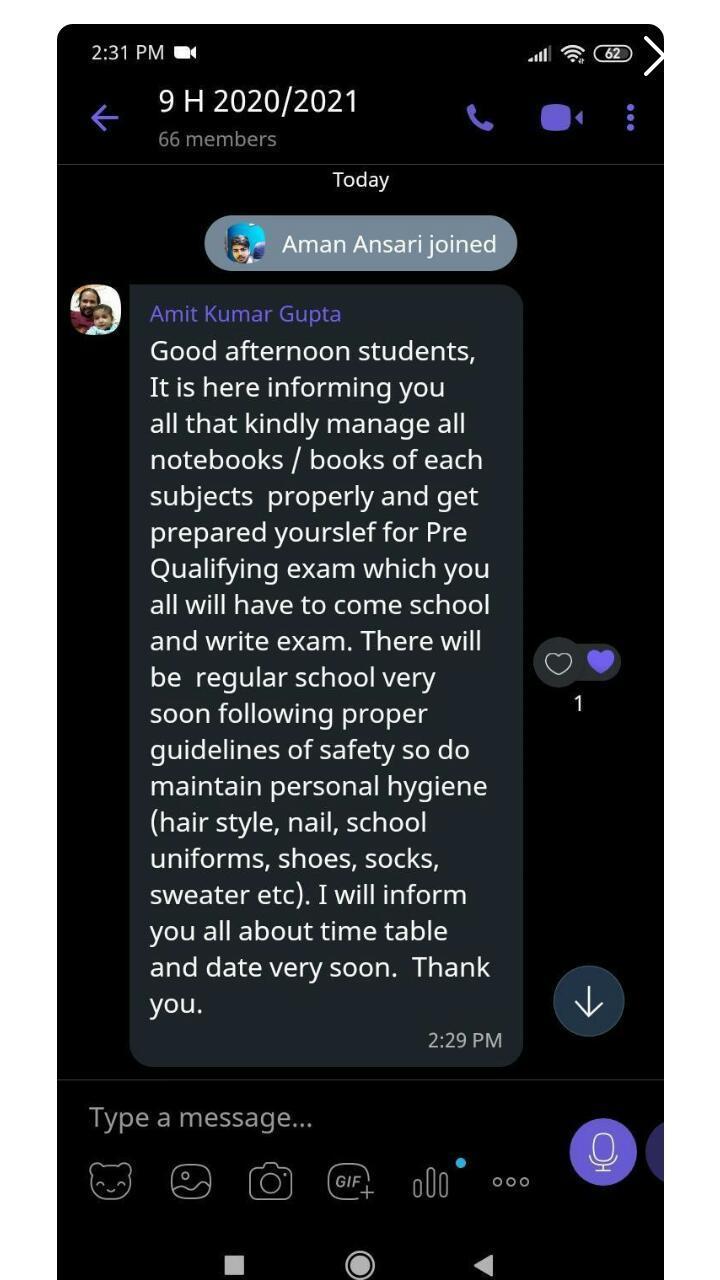 2:31 PM
62
9 H 2020/2021
66 members
Today
Aman Ansari joined
Amit Kumar Gupta
Good afternoon students,
It is here informing you
all that kindly manage all
notebooks / books of each
subjects  properly and get
prepared yourslef for Pre
Qualifying exam which you
all will have to come school
and write exam. There will
be  regular school very
soon following proper
guidelines of safety so do
maintain personal hygiene
(hair style, nail, school
uniforms, shoes, socks,
sweater etc). I will inform
you all about time table
and date very soon.  Thank
you.
2:29 PM
1
Type a message...
GIF